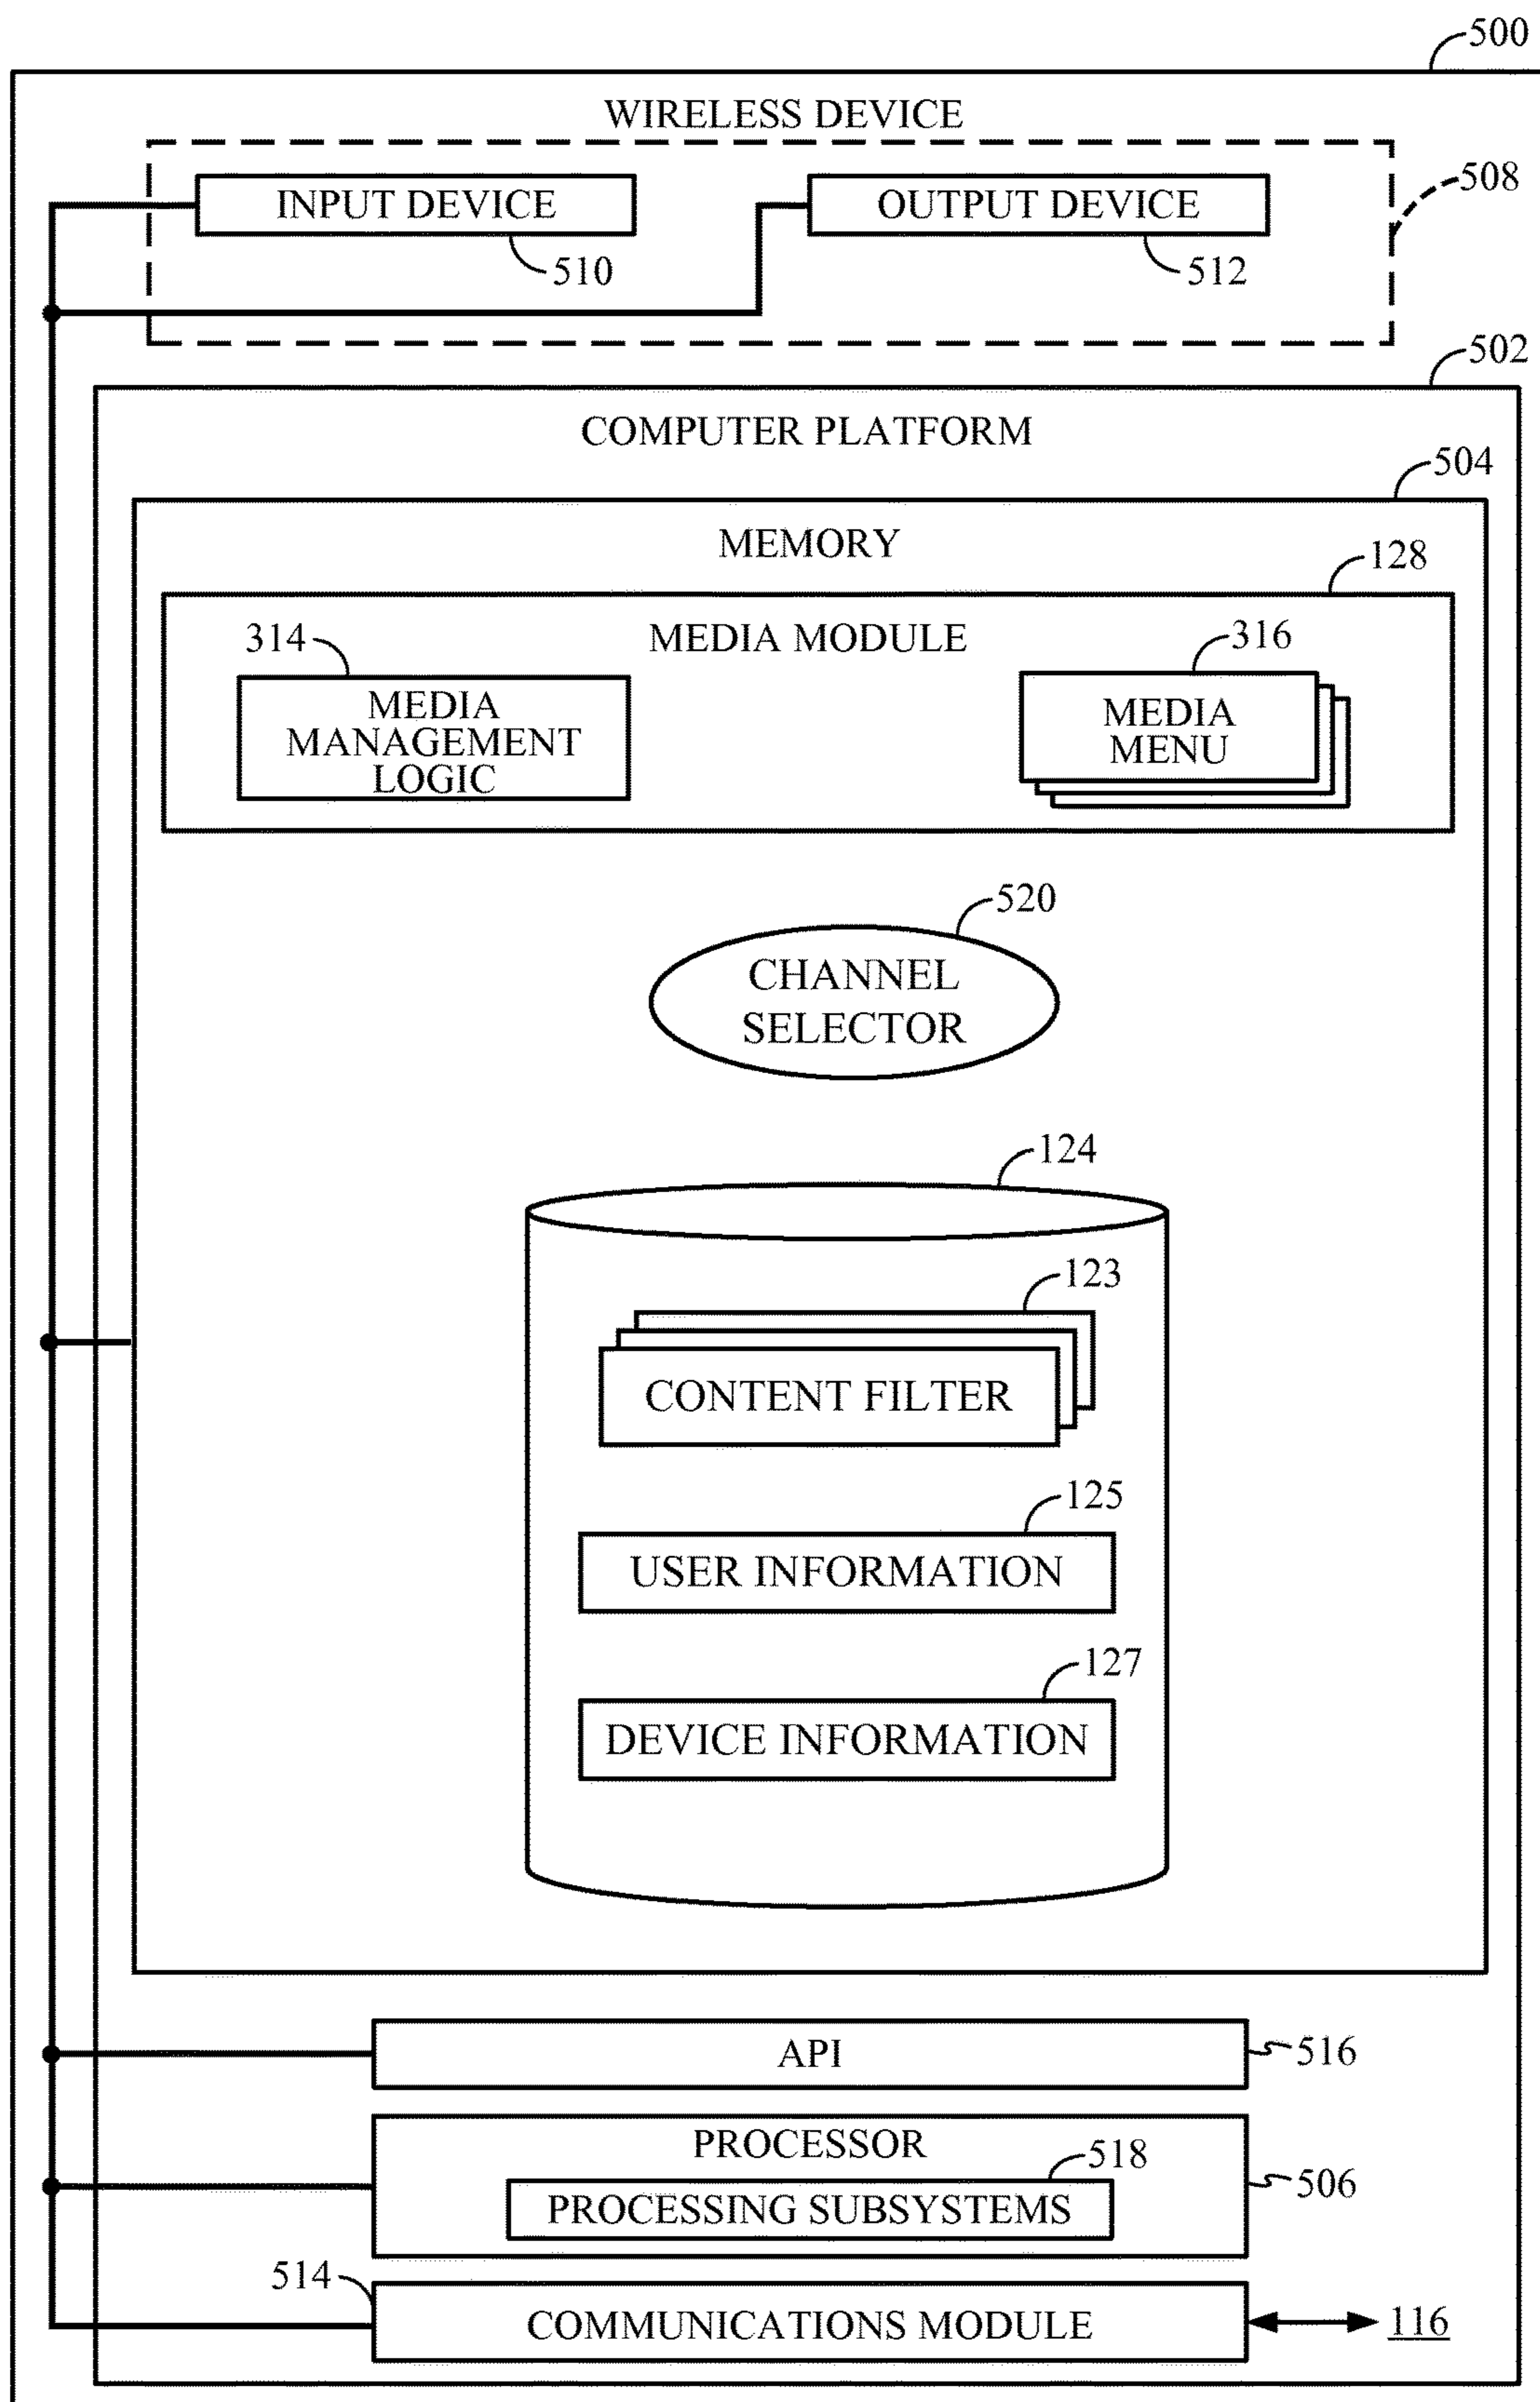 500
WIRELESS DEVICE
INPUT DEVICE
OUTPUT DEVICE
508
510
512
502
COMPUTER PLATFORM
504
MEMORY
128
314
MEDIA MODULE
316
MEDIA
MANAGEMENT
LOGIC
MEDIA
MENU
520
CHANNEL
SELECTOR
124
123
CONTENT FILTER
125
USER INFORMATION
127
DEVICE INFORMATION
API
516
PROCESSOR
518
PROCESSING SUBSYSTEMS
506
514
COMMUNICATIONS MODULE
116